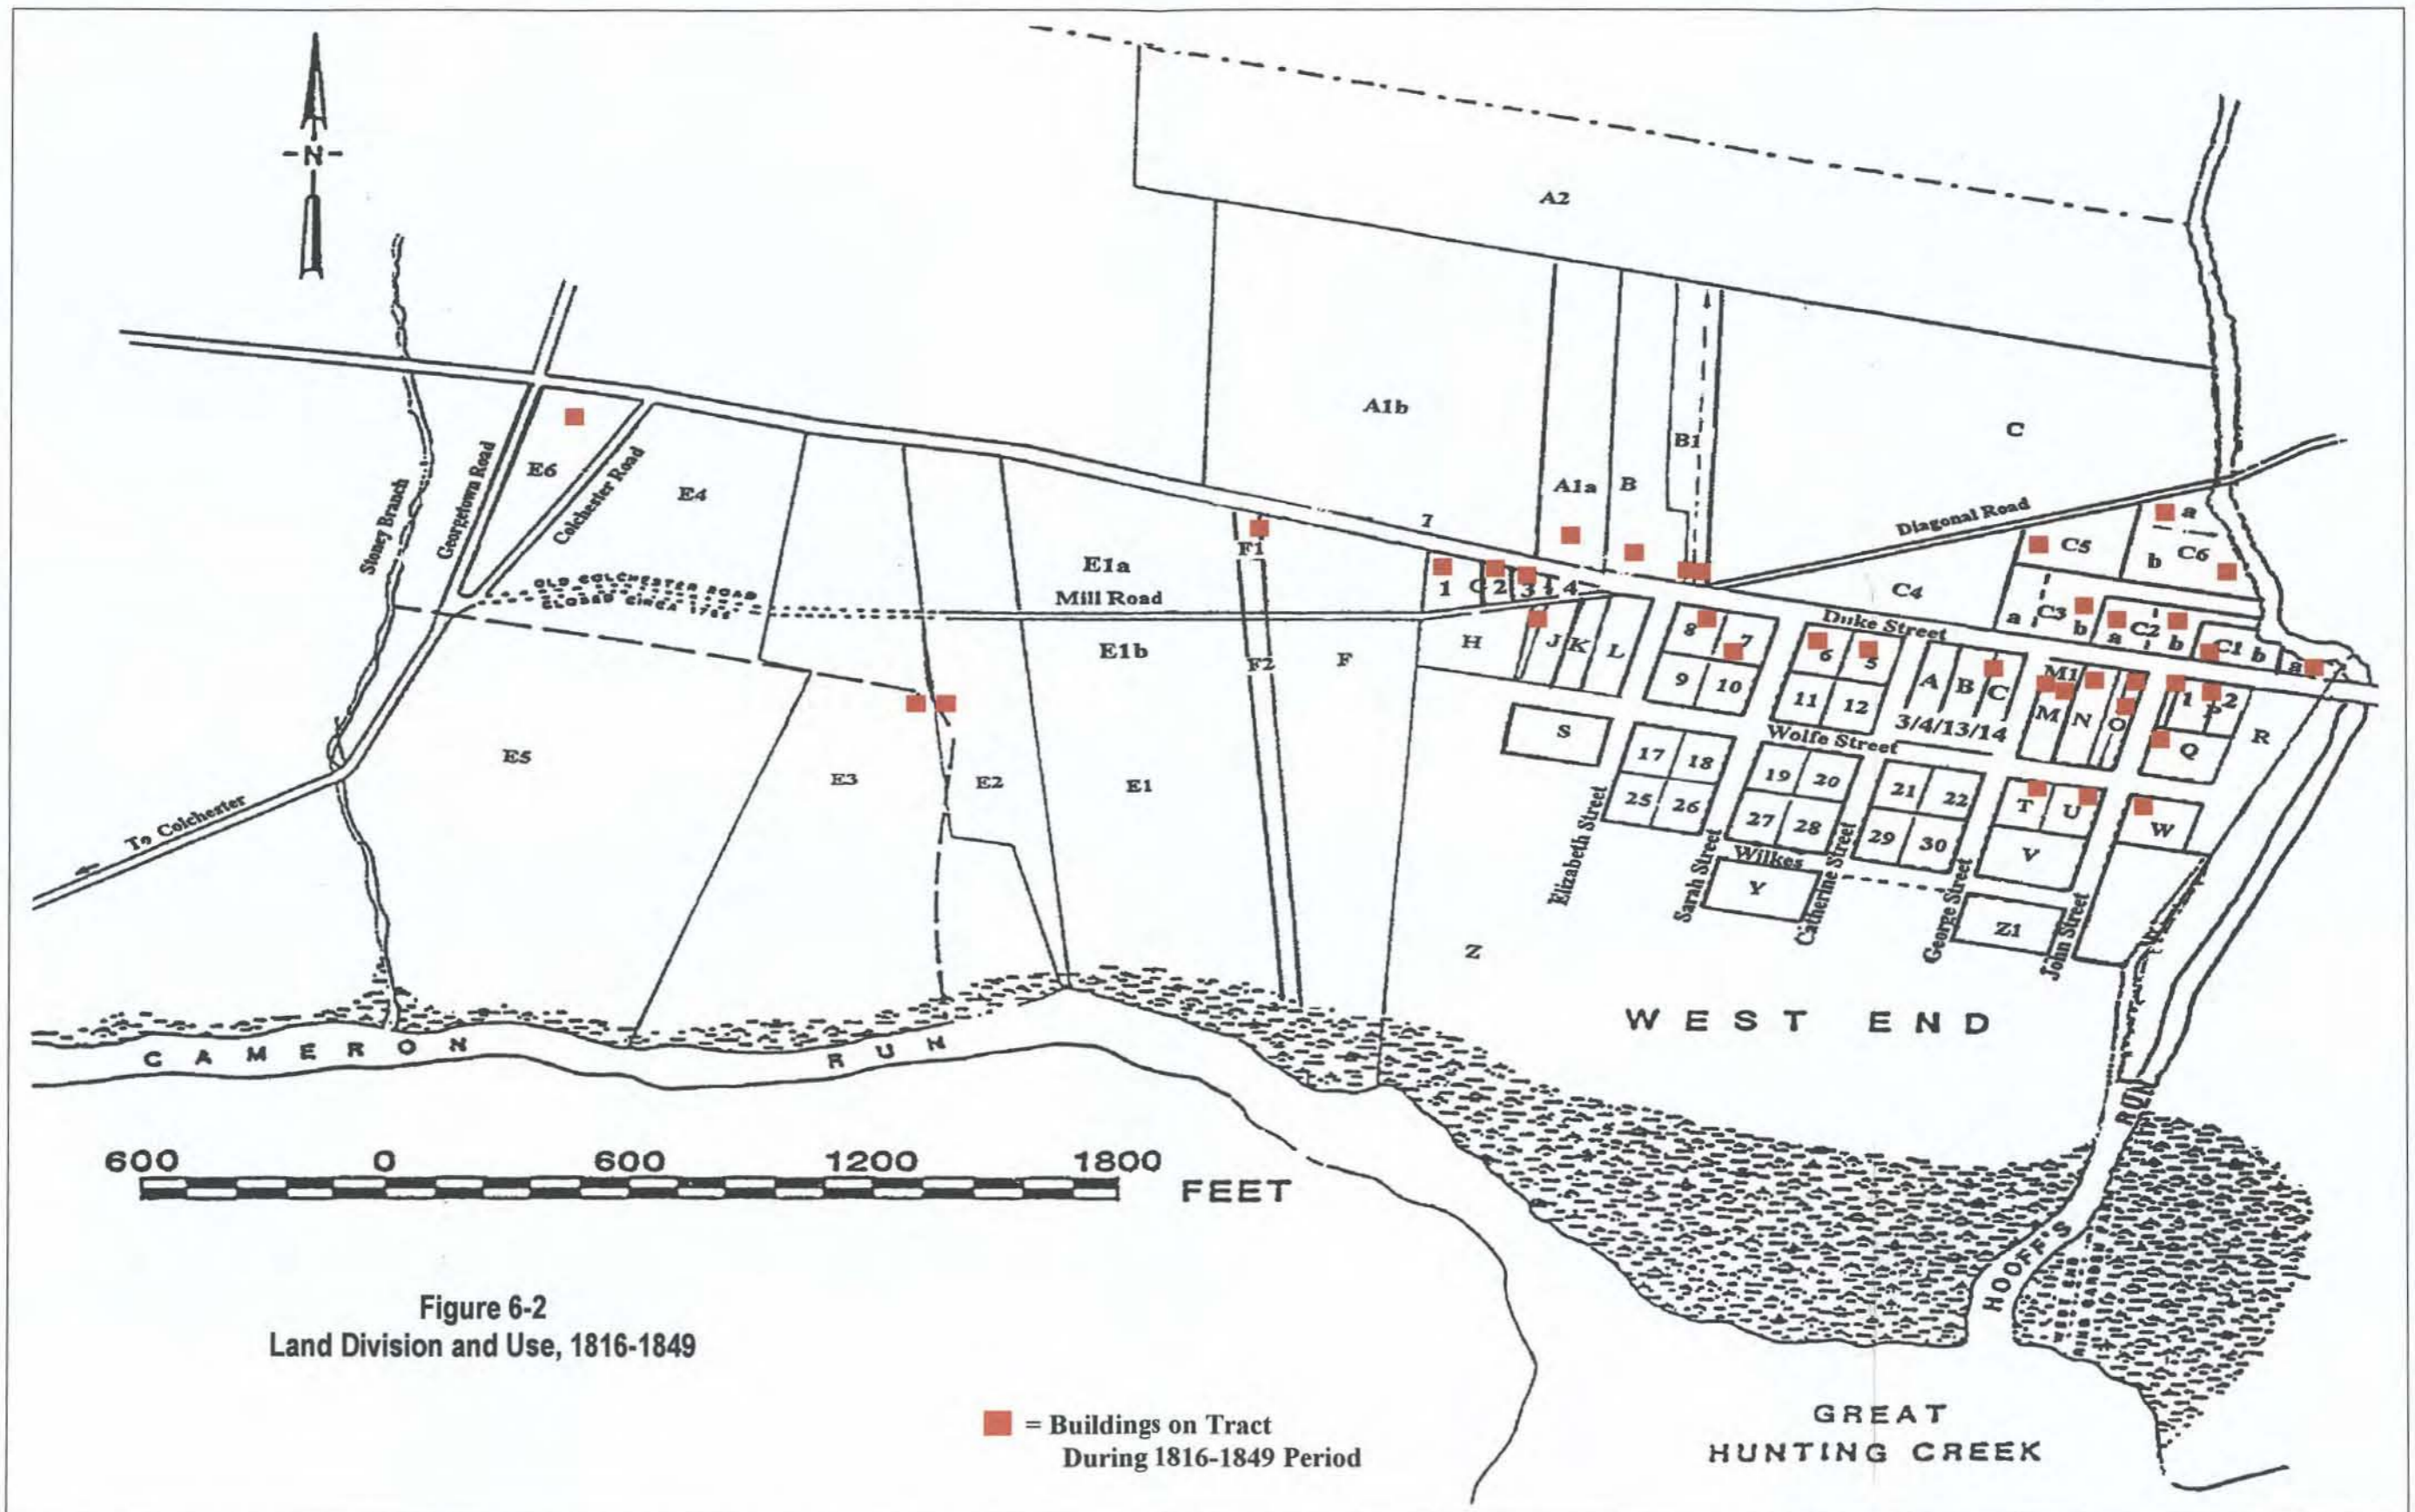 N
A2
A1b
C
B1
A1a
B
E6
E4
Georgetown Road
Colchester Road
Stoney Branch
OLD COLCHESTER ROAD
E1a
Mill Road
E1b
F1
F2
F
7
1
G
2
3
4
H
J
K
L
Diagonal Road
C4
C5
a
b
C6
a
C3
b
a
C2
b
C1
b
a
Duke Street
8
7
9
10
6
5
11
12
A
B
C
3/4/13/14
M1
M
N
O
1
2
P
Q
R
Wolfe Street
S
17
18
25
26
19
20
27
28
21
22
29
30
T
U
V
W
Wilkes
Y
Z1
Elizabeth Street
Sarah Street
Catherine Street
George Street
John Street
E5
E3
E2
E1
Z
To Colchester
WEST END
CAMERON RUN
HOOFF'S RUN
600 0 600 1200 1800
FEET
Figure 6-2
Land Division and Use, 1816-1849
= Buildings on Tract
During 1816-1849 Period
GREAT
HUNTING CREEK